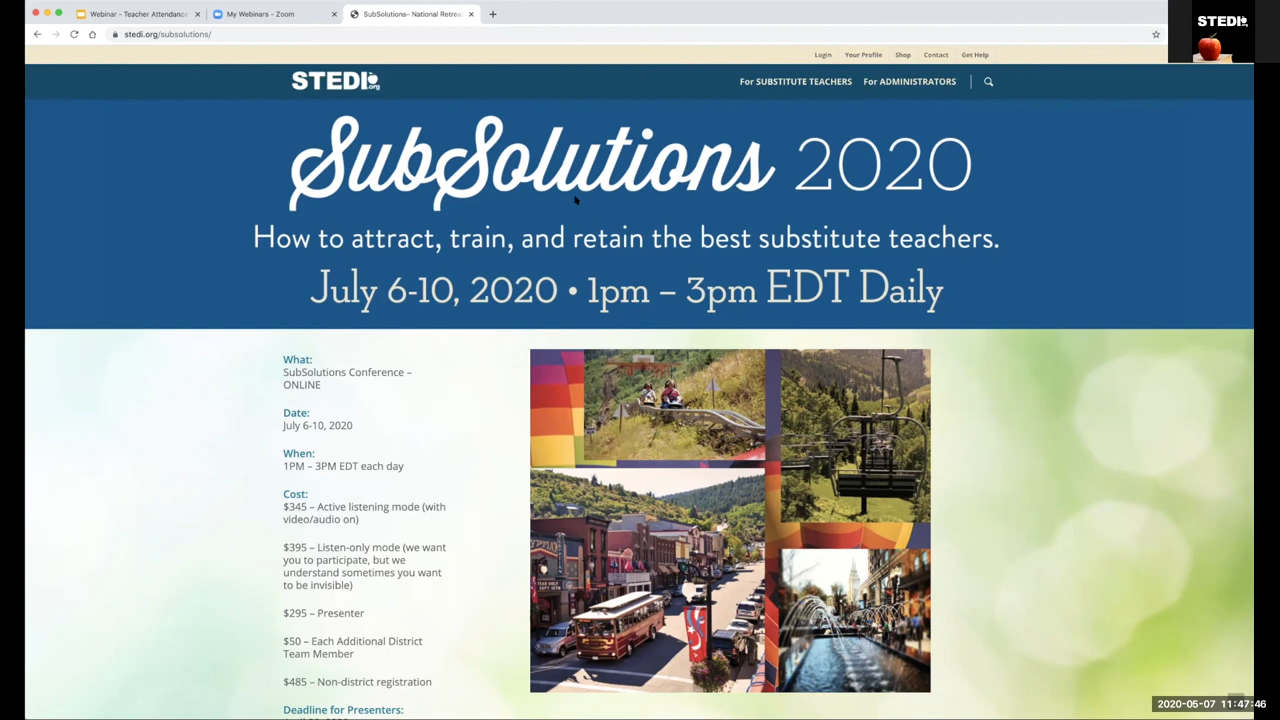 Webinar - Teacher Attendance
My Webinars - Zoom
SubSolutions- National Retrea
stedi.org/subsolutions/
STEDI
Login Your Profile Shop Contact Get Help
STEDI.org
For SUBSTITUTE TEACHERS For ADMINISTRATORS
SubSolutions 2020
How to attract, train, and retain the best substitute teachers.
July 6-10, 2020 • 1pm – 3pm EDT Daily
What:
SubSolutions Conference –
ONLINE
Date:
July 6-10, 2020
When:
1PM – 3PM EDT each day
Cost:
$345 – Active listening mode (with
video/audio on)
$395 – Listen-only mode (we want
you to participate, but we
understand sometimes you want
to be invisible)
$295 – Presenter
$50 – Each Additional District
Team Member
$485 – Non-district registration
Deadline for Presenters:
2020-05-07 11:47:46